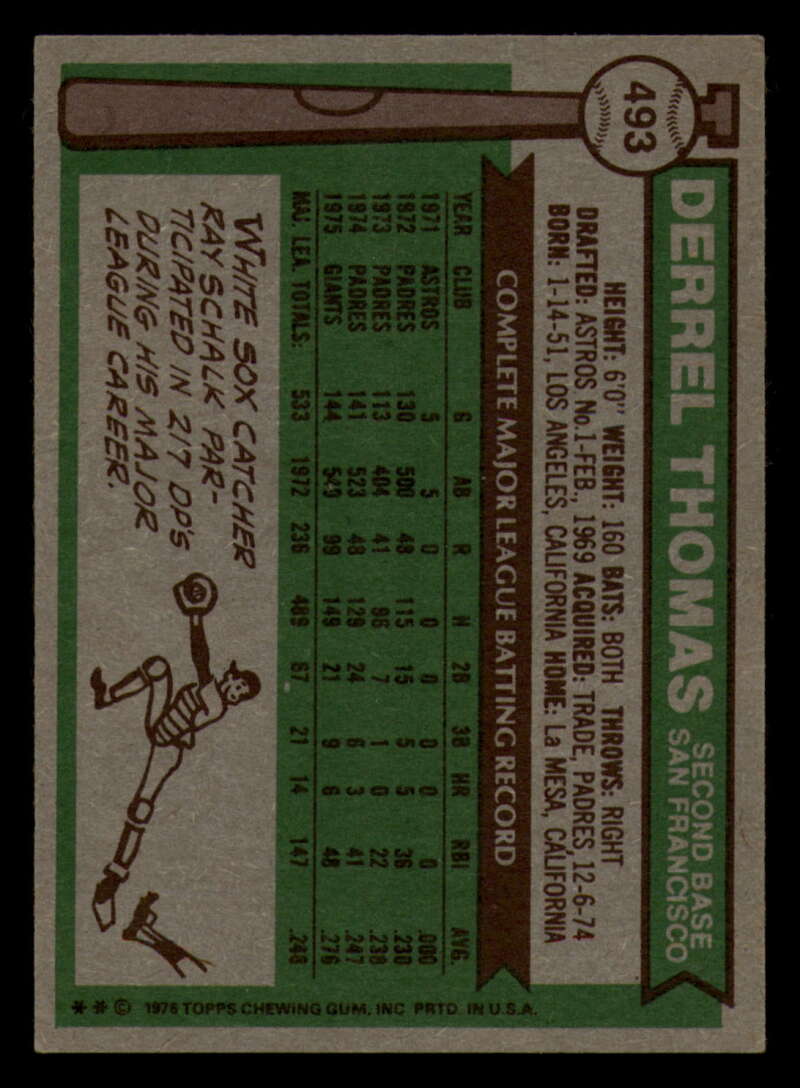 493
DERREL THOMAS
SECOND BASE
SAN FRANCISCO
HEIGHT: 6'0" WEIGHT: 160 BATS: BOTH THROWS: RIGHT
DRAFTED: ASTROS No.1-FEB., 1969 ACQUIRED: TRADE, PADRES, 12-6-74
BORN: 1-14-51, LOS ANGELES, CALIFORNIA HOME: La MESA, CALIFORNIA
COMPLETE MAJOR LEAGUE BATTING RECORD
YEAR CLUB G AB R H 2B 3B HR RBI AVG.
1971 ASTROS 5 5 0 0 0 0 0 0 .000
1972 PADRES 130 500 48 115 15 5 5 36 .230
1973 PADRES 113 404 41 96 7 1 0 22 .238
1974 PADRES 141 523 48 129 24 6 3 41 .247
1975 GIANTS 144 540 99 149 21 9 6 48 .276
MAJ. LEA. TOTALS: 533 1972 236 489 67 21 14 147 .248
WHITE SOX CATCHER
RAY SCHALK PAR-
TICIPATED IN 217 DP'S
DURING HIS MAJOR
LEAGUE CAREER.
* * © 1976 TOPPS CHEWING GUM, INC PRTD. IN U.S.A.